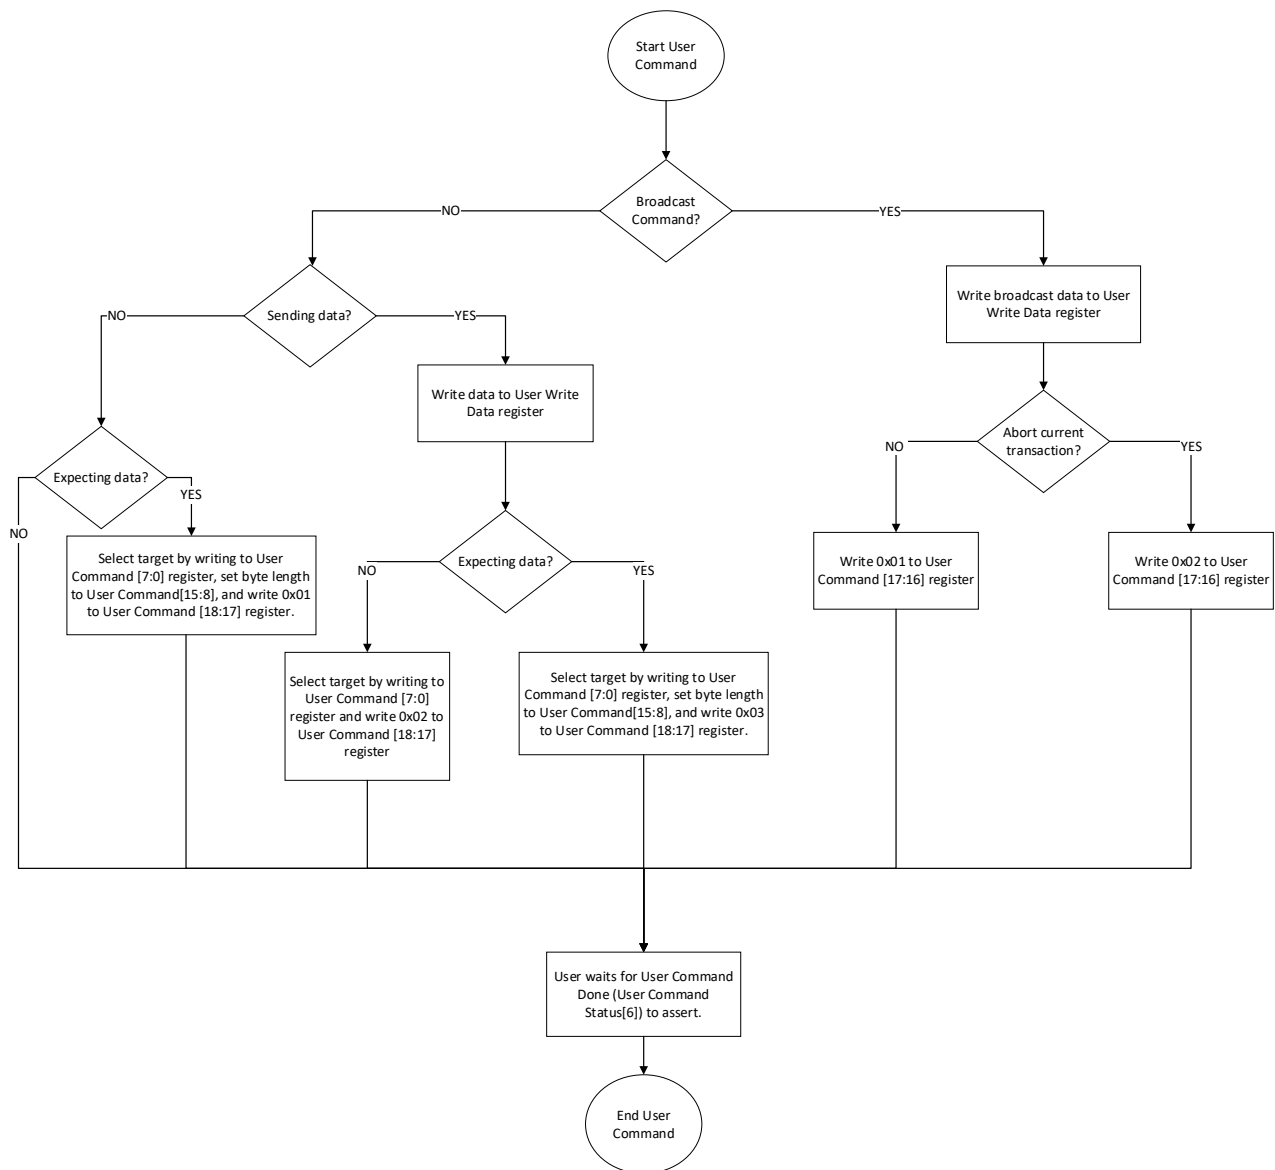 Start User
Command
Broadcast
Command?
NO
YES
Sending data?
Write broadcast data to User
Write Data register
NO
YES
Write data to User Write
Data register
Abort current
transaction?
NO
YES
Expecting data?
YES
NO
Select target by writing to User
Command [7:0] register, set byte length
to User Command[15:8], and write 0x01
to User Command [18:17] register.
Expecting data?
NO
YES
Write 0x01 to User
Command [17:16] register
Write 0x02 to User
Command [17:16] register
Select target by writing to
User Command [7:0]
register and write 0x02 to
User Command [18:17]
register
Select target by writing to User
Command [7:0] register, set byte length
to User Command[15:8], and write 0x03
to User Command [18:17] register.
User waits for User Command
Done (User Command
Status[6]) to assert.
End User
Command